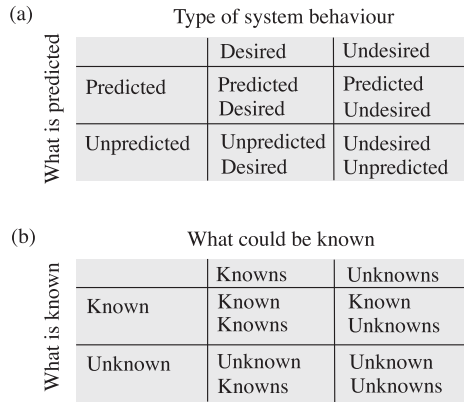 (a)
Type of system behaviour
What is predicted
Desired Undesired
Predicted Predicted Predicted
Desired Undesired
Unpredicted Unpredicted Undesired
Desired Unpredicted
(b)
What could be known
What is known
Knowns Unknowns
Known Known Known
Knowns Unknowns
Unknown Unknown Unknown
Knowns Unknowns